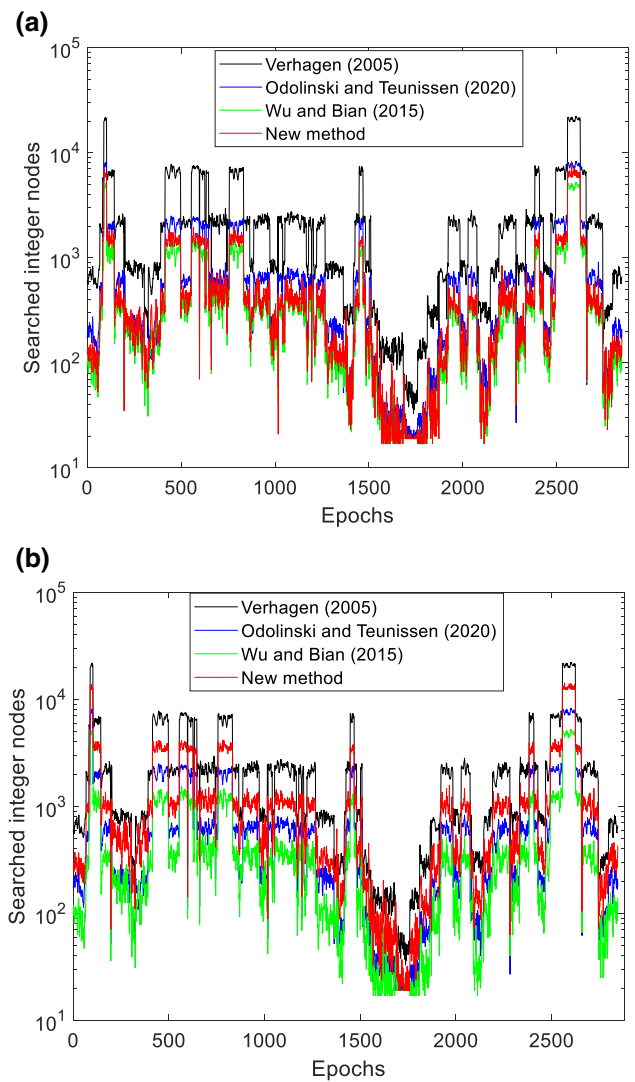 (a)
10^5
10^4
10^3
10^2
10^1
Searched integer nodes
Verhagen (2005)
Odolinski and Teunissen (2020)
Wu and Bian (2015)
New method
0 500 1000 1500 2000 2500
Epochs
(b)
10^5
10^4
10^3
10^2
10^1
Searched integer nodes
Verhagen (2005)
Odolinski and Teunissen (2020)
Wu and Bian (2015)
New method
0 500 1000 1500 2000 2500
Epochs